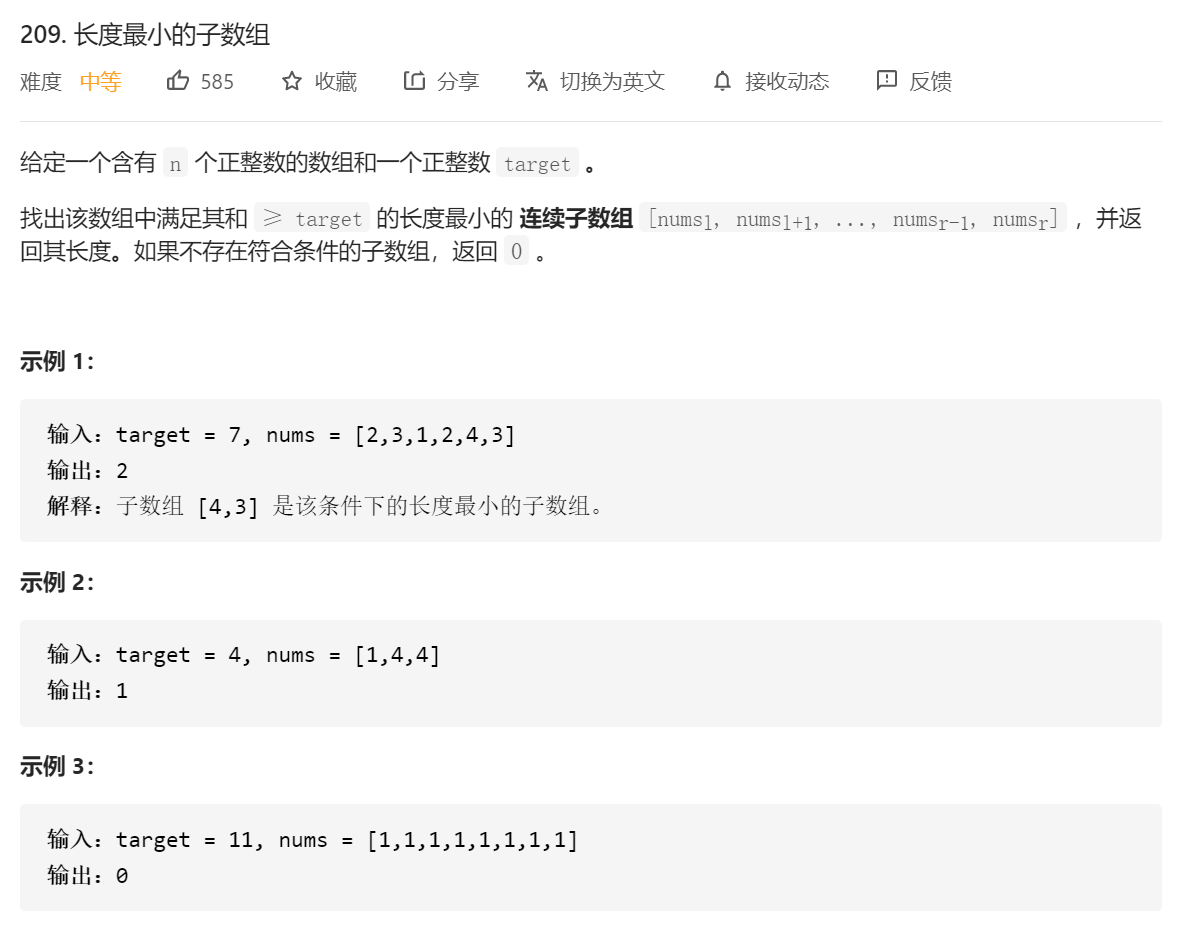 209. 长度最小的子数组
难度 中等 585 收藏 分享 切换为英文 接收动态 反馈
给定一个含有 n 个正整数的数组和一个正整数 target 。
找出该数组中满足其和 ≥ target 的长度最小的 连续子数组 [numsl, numsl+1, ..., numsr-1, numsr] ，并返
回其长度。如果不存在符合条件的子数组，返回 0 。
示例 1：
输入：target = 7, nums = [2,3,1,2,4,3]
输出：2
解释：子数组 [4,3] 是该条件下的长度最小的子数组。
示例 2：
输入：target = 4, nums = [1,4,4]
输出：1
示例 3：
输入：target = 11, nums = [1,1,1,1,1,1,1,1]
输出：0